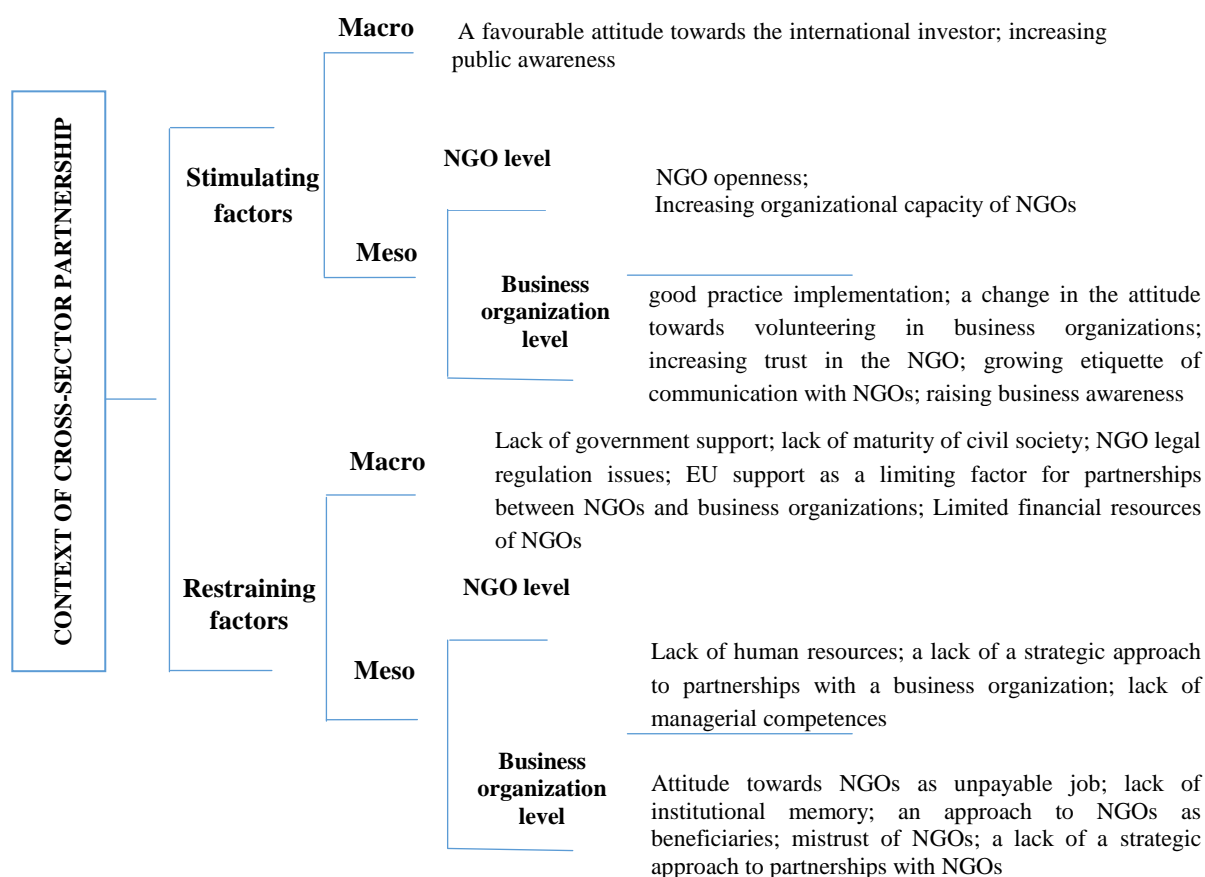 CONTEXT OF CROSS-SECTOR PARTNERSHIP
Stimulating
factors
Macro
A favourable attitude towards the international investor; increasing
public awareness
Meso
NGO level
NGO openness;
Increasing organizational capacity of NGOs
Business
organization
level
good practice implementation; a change in the attitude
towards volunteering in business organizations;
increasing trust in the NGO; growing etiquette of
communication with NGOs; raising business awareness
Restraining
factors
Macro
Lack of government support; lack of maturity of civil society; NGO legal
regulation issues; EU support as a limiting factor for partnerships
between NGOs and business organizations; Limited financial resources
of NGOs
Meso
NGO level
Lack of human resources; a lack of a strategic approach
to partnerships with a business organization; lack of
managerial competences
Business
organization
level
Attitude towards NGOs as unpayable job; lack of
institutional memory; an approach to NGOs as
beneficiaries; mistrust of NGOs; a lack of a strategic
approach to partnerships with NGOs